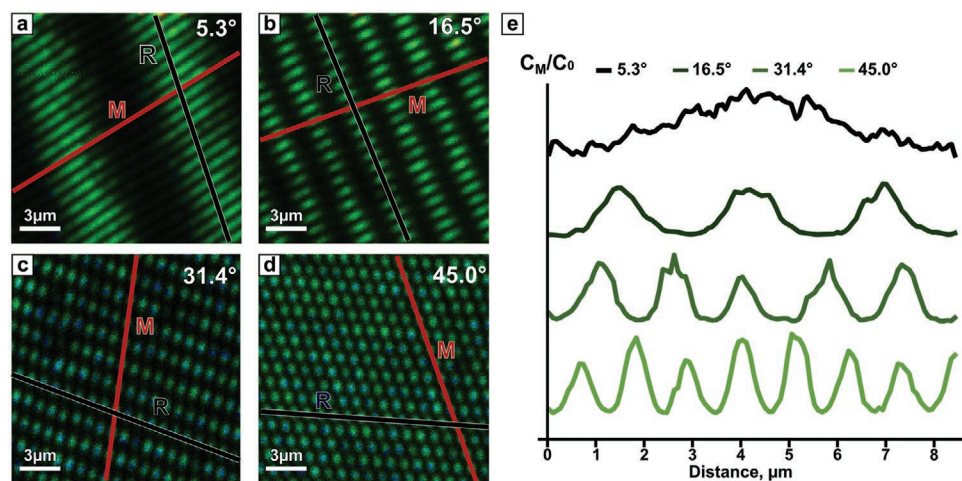 a
5.3°
R
M
3µm
b
16.5°
R
M
3µm
c
31.4°
M
R
3µm
d
45.0°
M
R
3µm
e
C_M/C_0
5.3° 16.5° 31.4° 45.0°
0 1 2 3 4 5 6 7 8
Distance, µm